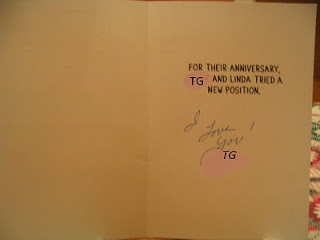 FOR THEIR ANNIVERSARY,
TG AND LINDA TRIED A
NEW POSITION.
I Love
You!
TG